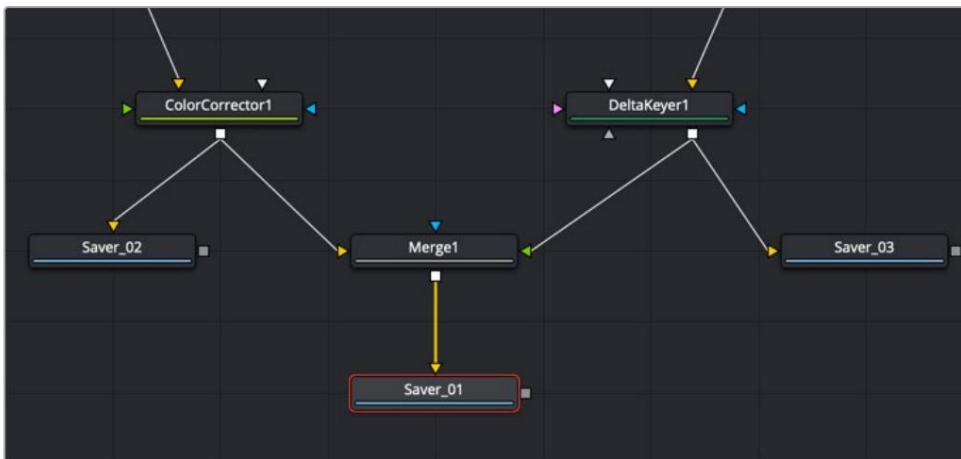 ColorCorrector1
DeltaKeyer1
Saver_02
Merge1
Saver_03
Saver_01